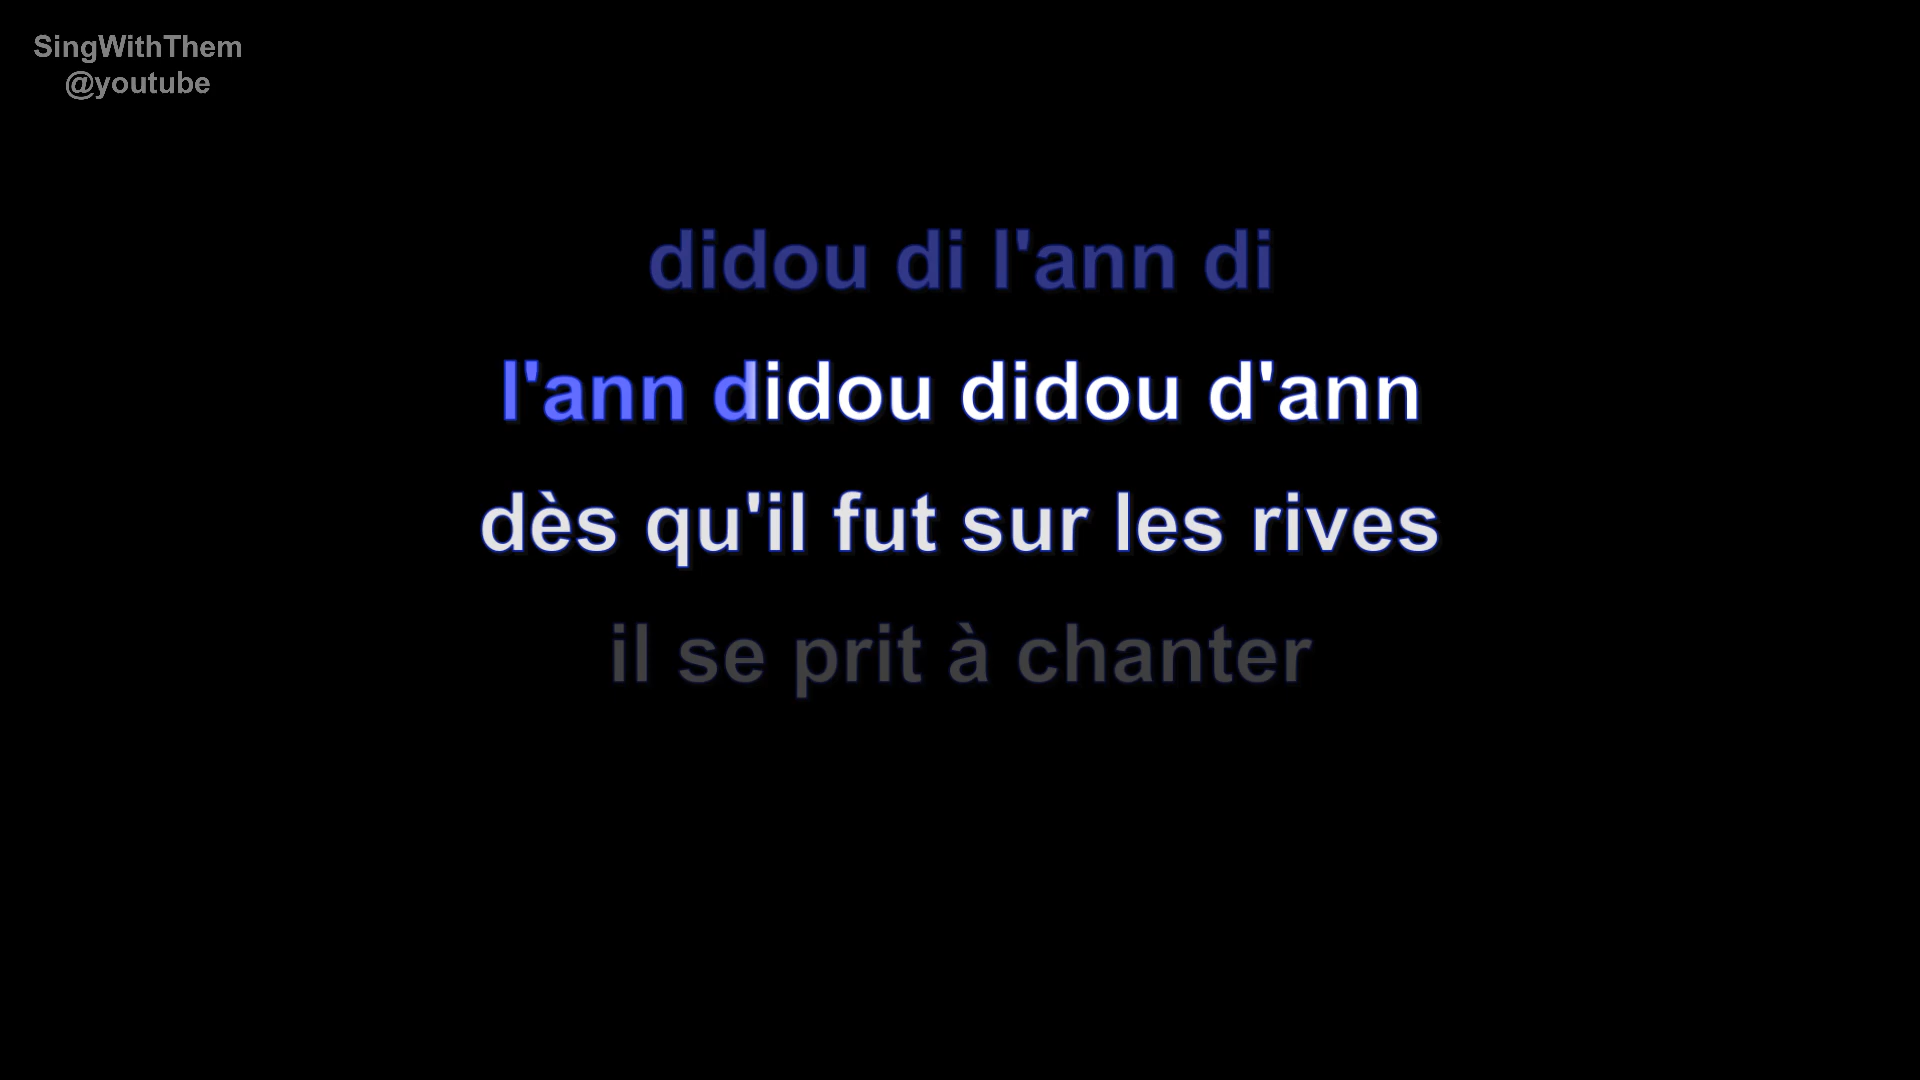 SingWithThem
@youtube
didou di l'ann di
l'ann didou didou d'ann
dès qu'il fut sur les rives
il se prit à chanter